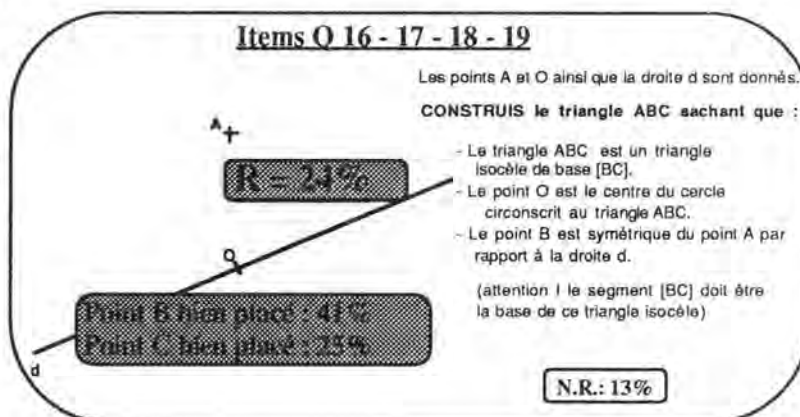 Items Q 16 - 17 - 18 - 19
Les points A et O ainsi que la droite d sont donnés.
CONSTRUIS le triangle ABC sachant que :
A
- Le triangle ABC est un triangle
isocèle de base [BC].
R = 24%
- Le point O est le centre du cercle
circonscrit au triangle ABC.
- Le point B est symétrique du point A par
rapport à la droite d.
O
(attention ! le segment [BC] doit être
la base de ce triangle isocèle)
Point B bien placé : 41%
Point C bien placé : 25%
d
N.R.: 13%